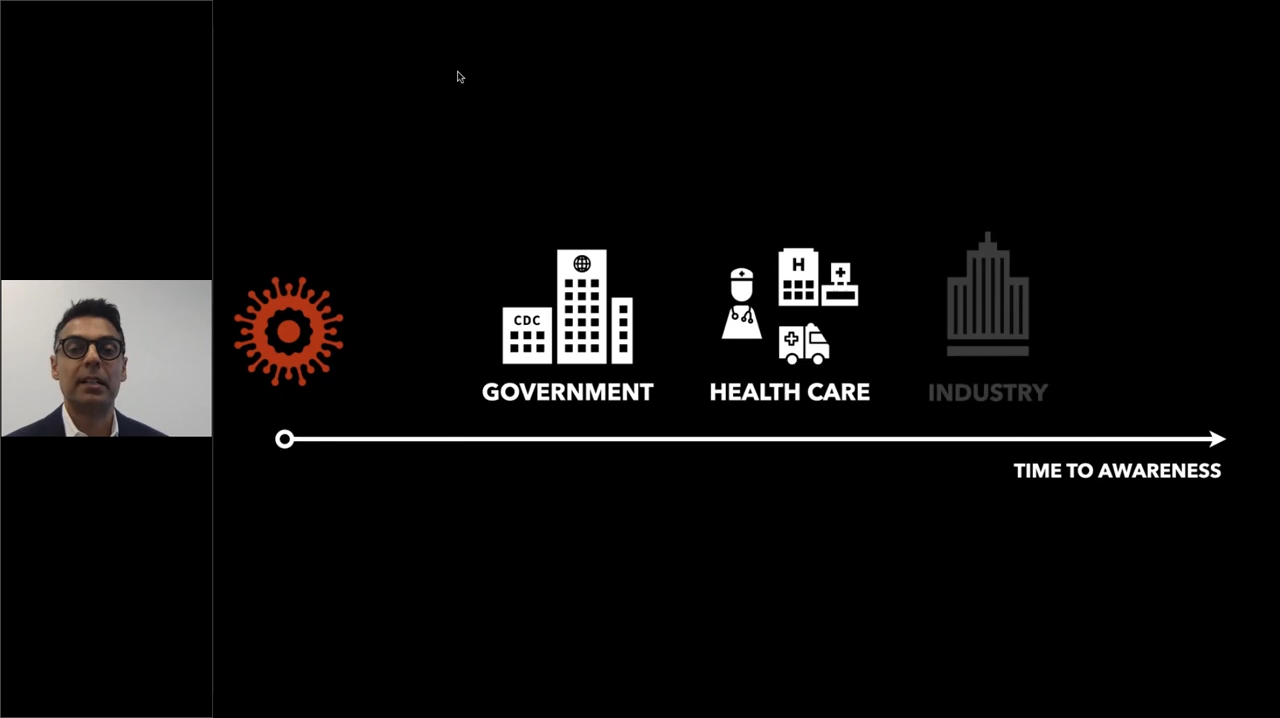 CDC
H
GOVERNMENT
HEALTH CARE
INDUSTRY
TIME TO AWARENESS